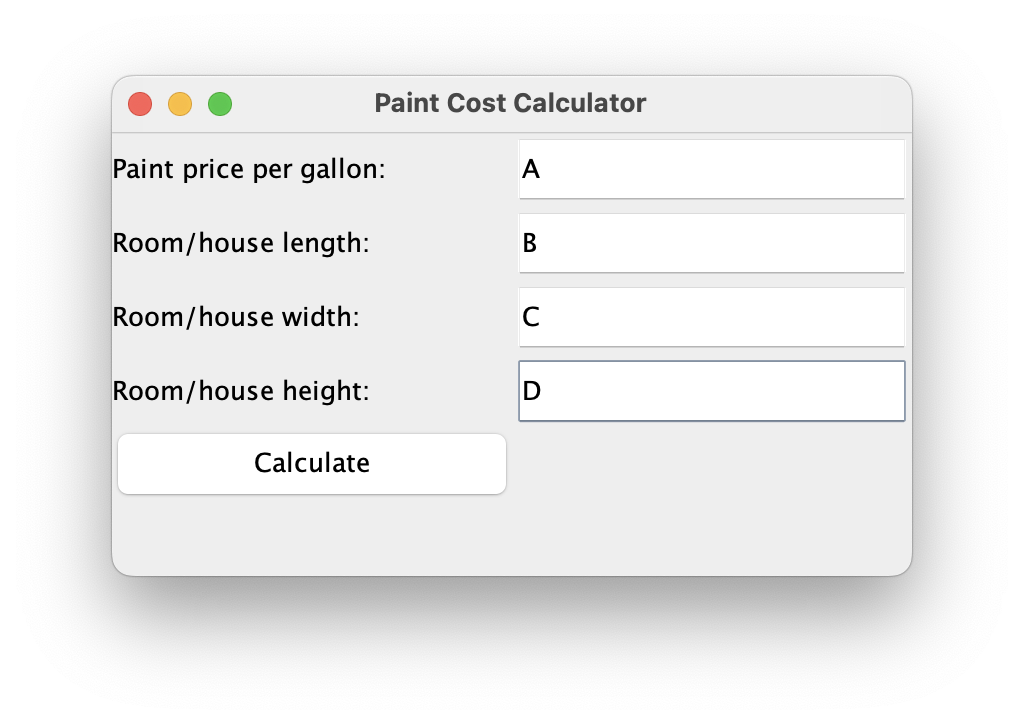 Paint Cost Calculator
Paint price per gallon: A
Room/house length: B
Room/house width: C
Room/house height: D
Calculate